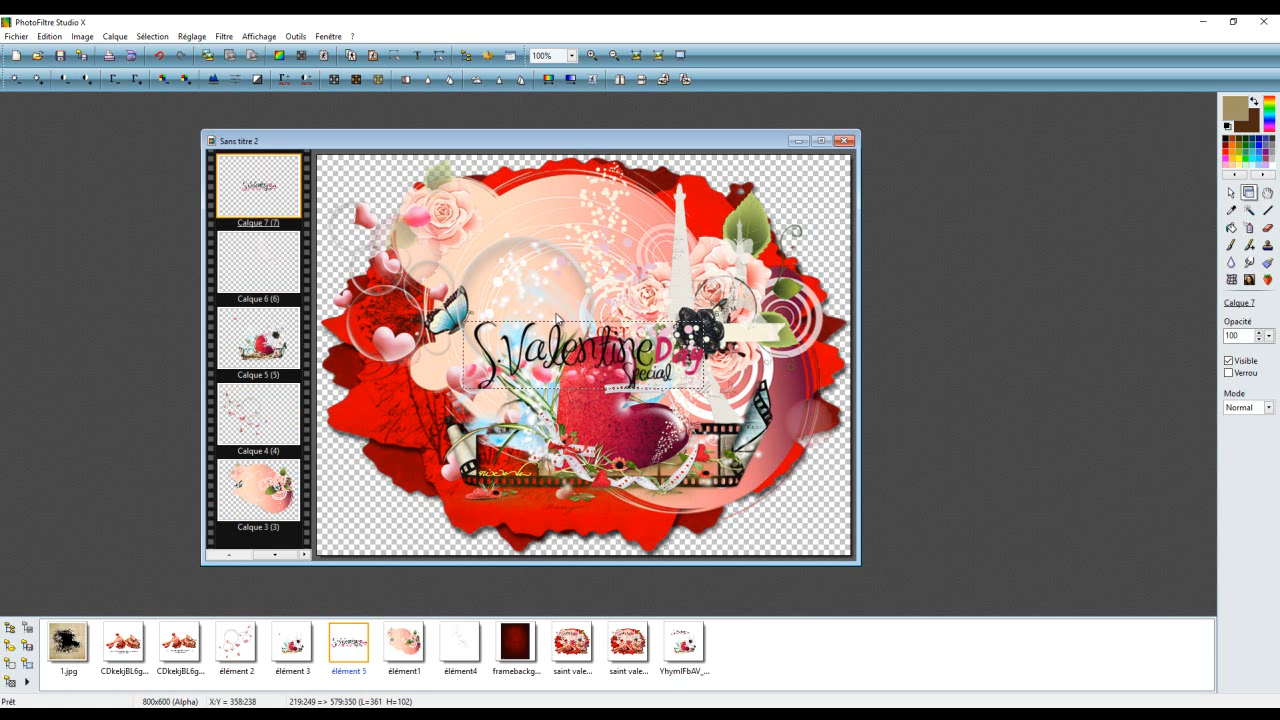 PhotoFiltre Studio X
Fichier Edition Image Calque Sélection Réglage Filtre Affichage Outils Fenêtre ?
100%
Sans titre 2
Calque 7 (7)
Calque 6 (6)
Calque 5 (5)
Calque 4 (4)
Calque 3 (3)
S.Valentine Day
Special
Calque 7
Opacité
100
Visible
Verrou
Mode
Normal
1.jpg CDkekjBL6g... CDkekjBL6g... élément 2 élément 3 élément 5 élément1 élément4 framebackg... saint vale... saint vale... YhymIFbAV_...
Prêt 800x600 (Alpha) X:Y = 358:238 219:249 => 579:350 (L=361 H=102)